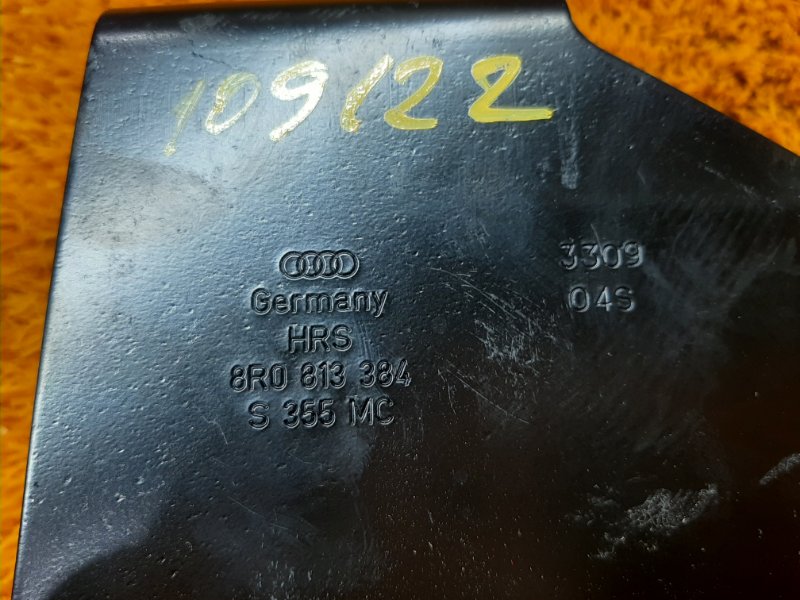 109122
Germany
HRS
8R0 813 384
S 355 MC
3309
04S